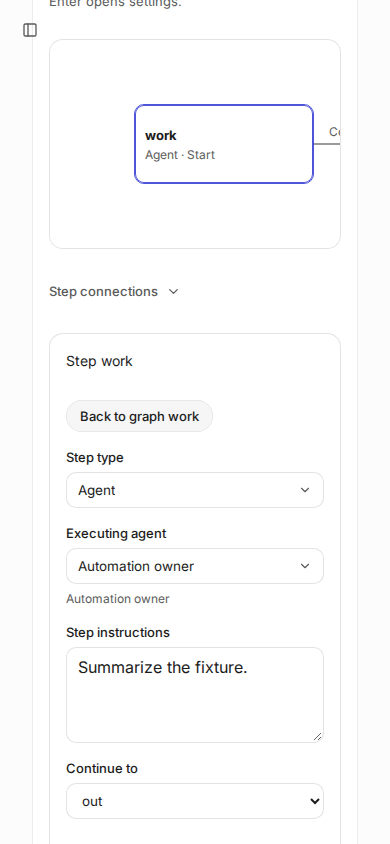 Enter opens settings.
work
Agent · Start
Step connections
Step work
Back to graph work
Step type
Agent
Executing agent
Automation owner
Automation owner
Step instructions
Summarize the fixture.
Continue to
out